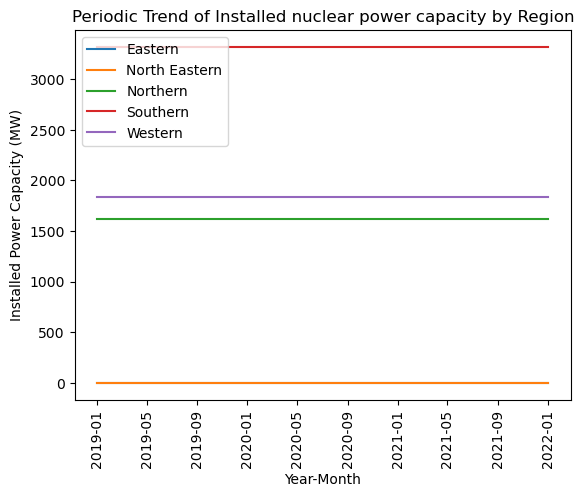 Periodic Trend of Installed nuclear power capacity by Region
Eastern
North Eastern
Northern
Southern
Western
Installed Power Capacity (MW)
3000
2500
2000
1500
1000
500
0
2019-01
2019-05
2019-09
2020-01
2020-05
2020-09
2021-01
2021-05
2021-09
2022-01
Year-Month